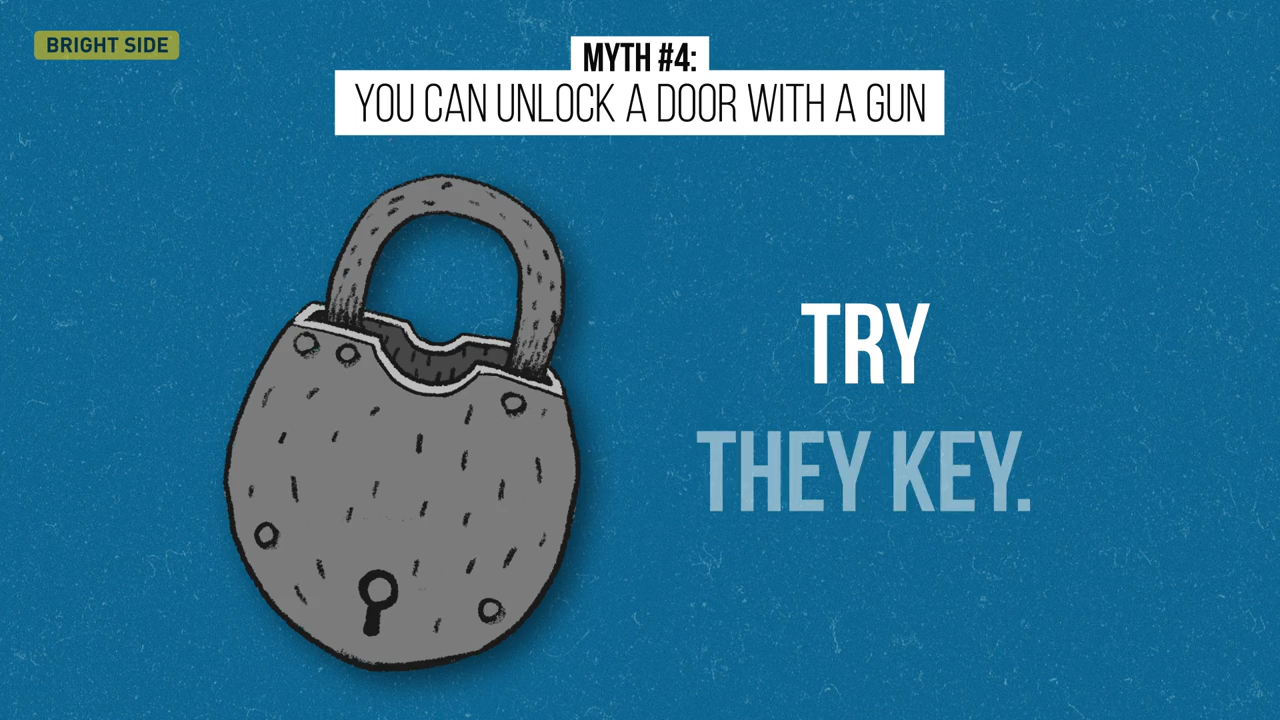 BRIGHT SIDE
MYTH #4:
YOU CAN UNLOCK A DOOR WITH A GUN
TRY
THEY KEY.